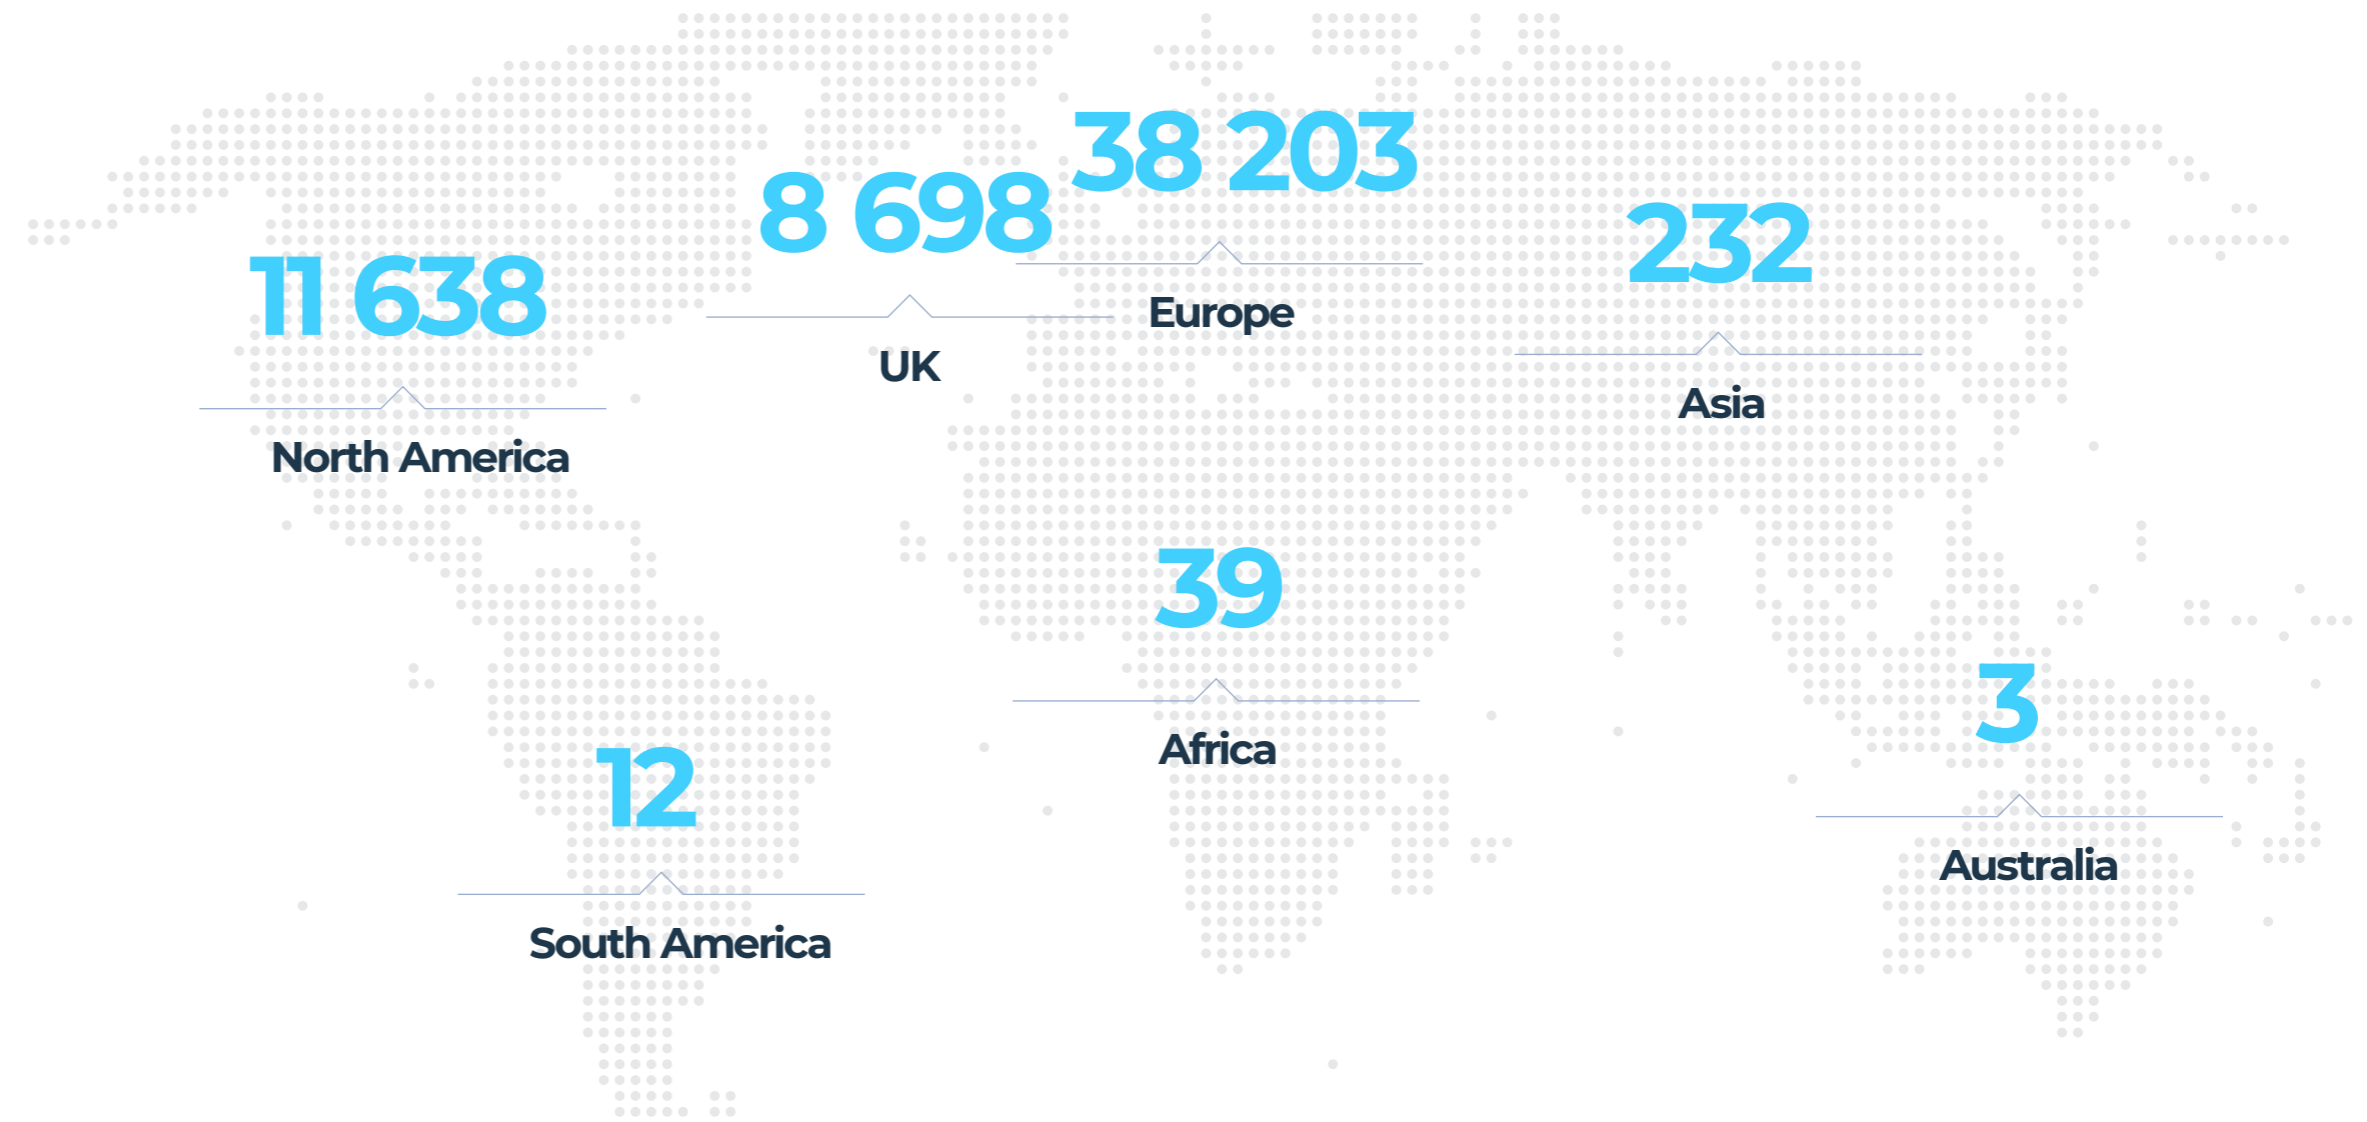 38 203
Europe
8 698
UK
232
Asia
11 638
North America
39
Africa
3
Australia
12
South America